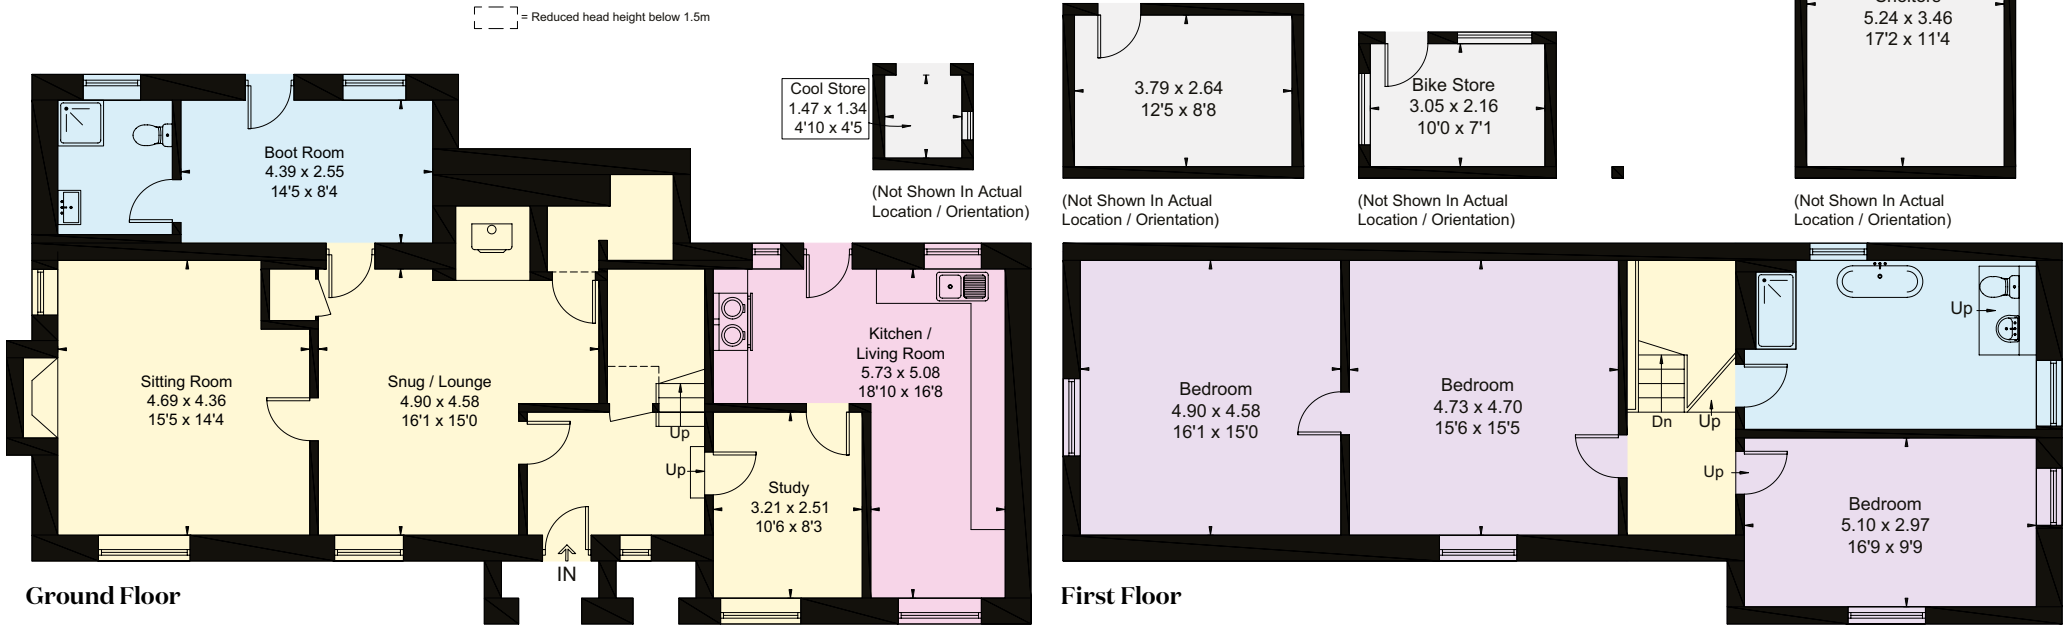 = Reduced head height below 1.5m
Cool Store
1.47 x 1.34
4'10 x 4'5
(Not Shown In Actual
Location / Orientation)
3.79 x 2.64
12'5 x 8'8
(Not Shown In Actual
Location / Orientation)
Bike Store
3.05 x 2.16
10'0 x 7'1
(Not Shown In Actual
Location / Orientation)
Shelters
5.24 x 3.46
17'2 x 11'4
(Not Shown In Actual
Location / Orientation)
Boot Room
4.39 x 2.55
14'5 x 8'4
Sitting Room
4.69 x 4.36
15'5 x 14'4
Snug / Lounge
4.90 x 4.58
16'1 x 15'0
Kitchen /
Living Room
5.73 x 5.08
18'10 x 16'8
Up
Up
Study
3.21 x 2.51
10'6 x 8'3
IN
Ground Floor
Bedroom
4.90 x 4.58
16'1 x 15'0
Bedroom
4.73 x 4.70
15'6 x 15'5
Dn
Up
Up
Up
Bedroom
5.10 x 2.97
16'9 x 9'9
First Floor